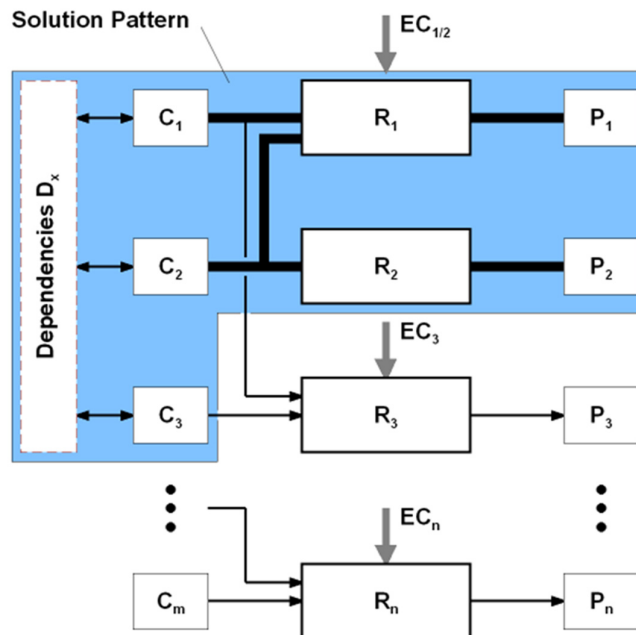 Solution Pattern
EC1/2
Dependencies Dx
C1
R1
P1
C2
R2
P2
EC3
C3
R3
P3
ECn
Cm
Rn
Pn